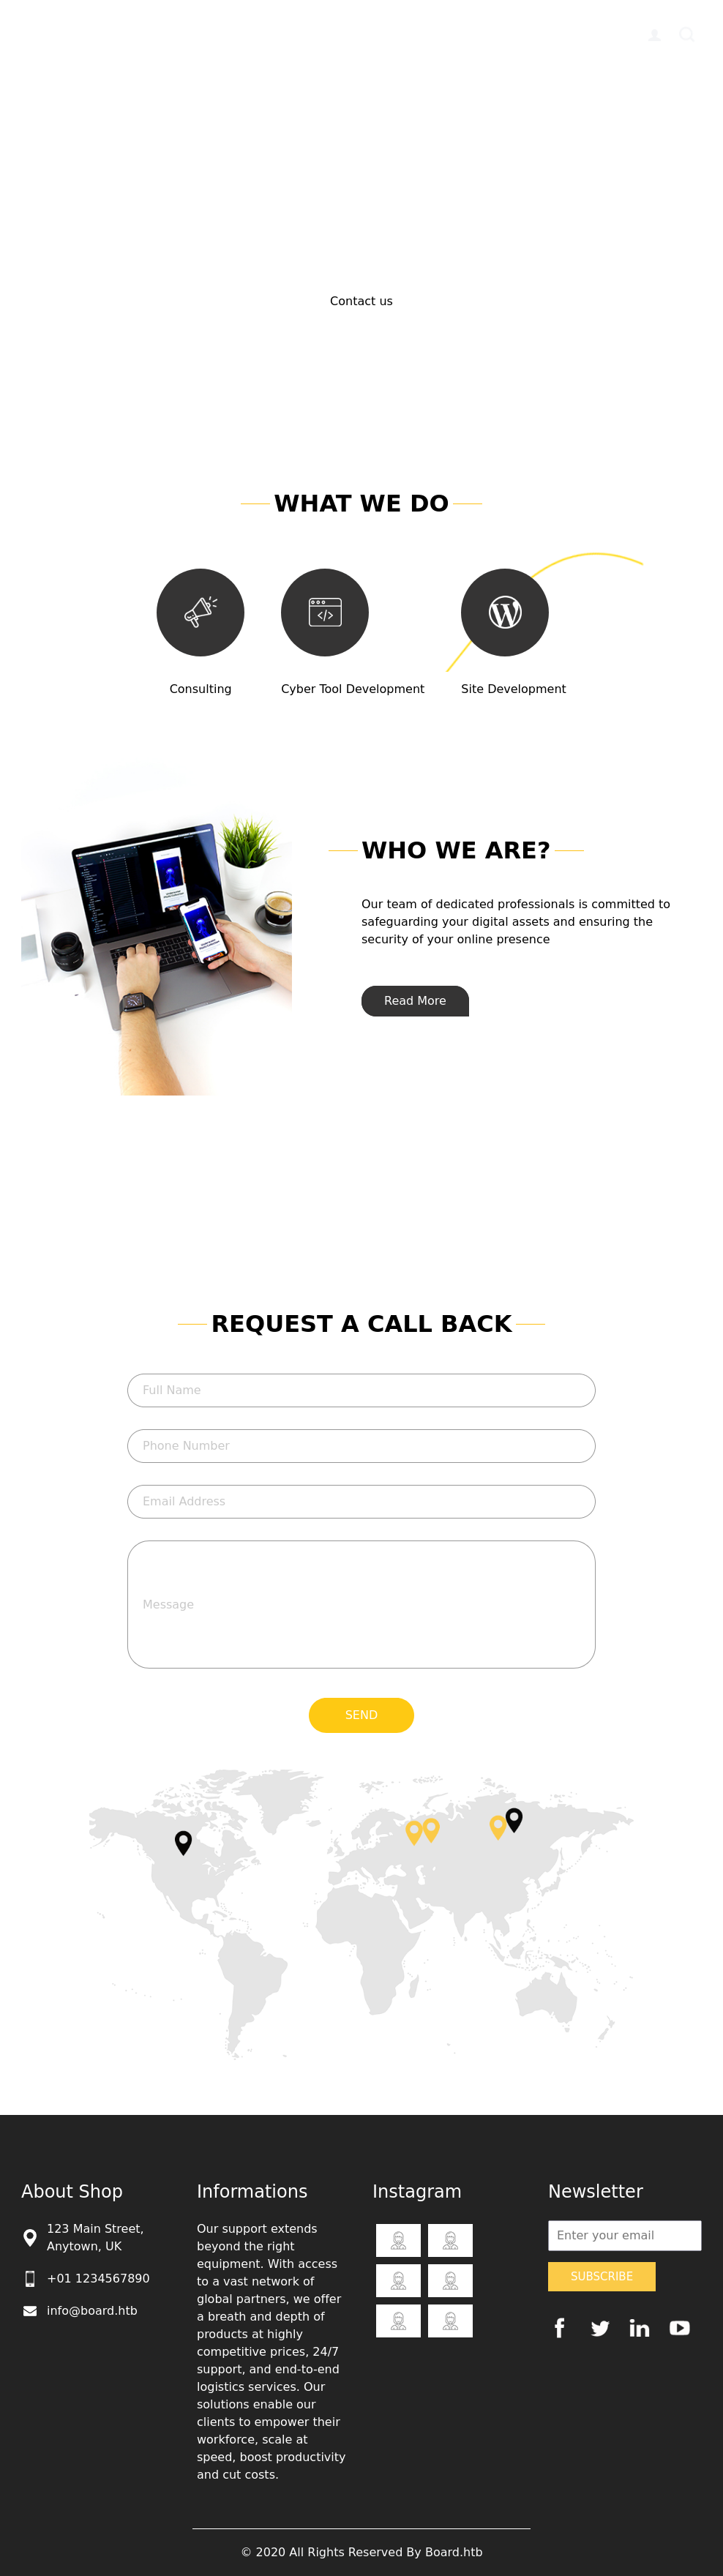 Contact us
WHAT WE DO
Consulting
Cyber Tool Development
Site Development
WHO WE ARE?
Our team of dedicated professionals is committed to
safeguarding your digital assets and ensuring the
security of your online presence
Read More
REQUEST A CALL BACK
Full Name
Phone Number
Email Address
Message
SEND
About Shop
123 Main Street,
Anytown, UK
+01 1234567890
info@board.htb
Informations
Our support extends
beyond the right
equipment. With access
to a vast network of
global partners, we offer
a breath and depth of
products at highly
competitive prices, 24/7
support, and end-to-end
logistics services. Our
solutions enable our
clients to empower their
workforce, scale at
speed, boost productivity
and cut costs.
Instagram
Newsletter
Enter your email
SUBSCRIBE
© 2020 All Rights Reserved By Board.htb